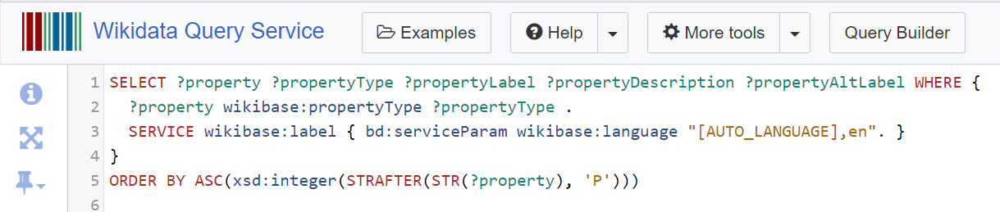 Wikidata Query Service Examples Help More tools Query Builder
1 SELECT ?property ?propertyType ?propertyLabel ?propertyDescription ?propertyAltLabel WHERE {
2 ?property wikibase:propertyType ?propertyType .
3 SERVICE wikibase:label { bd:serviceParam wikibase:language "[AUTO_LANGUAGE],en". }
4 }
5 ORDER BY ASC(xsd:integer(STRAFTER(STR(?property), 'P')))
6